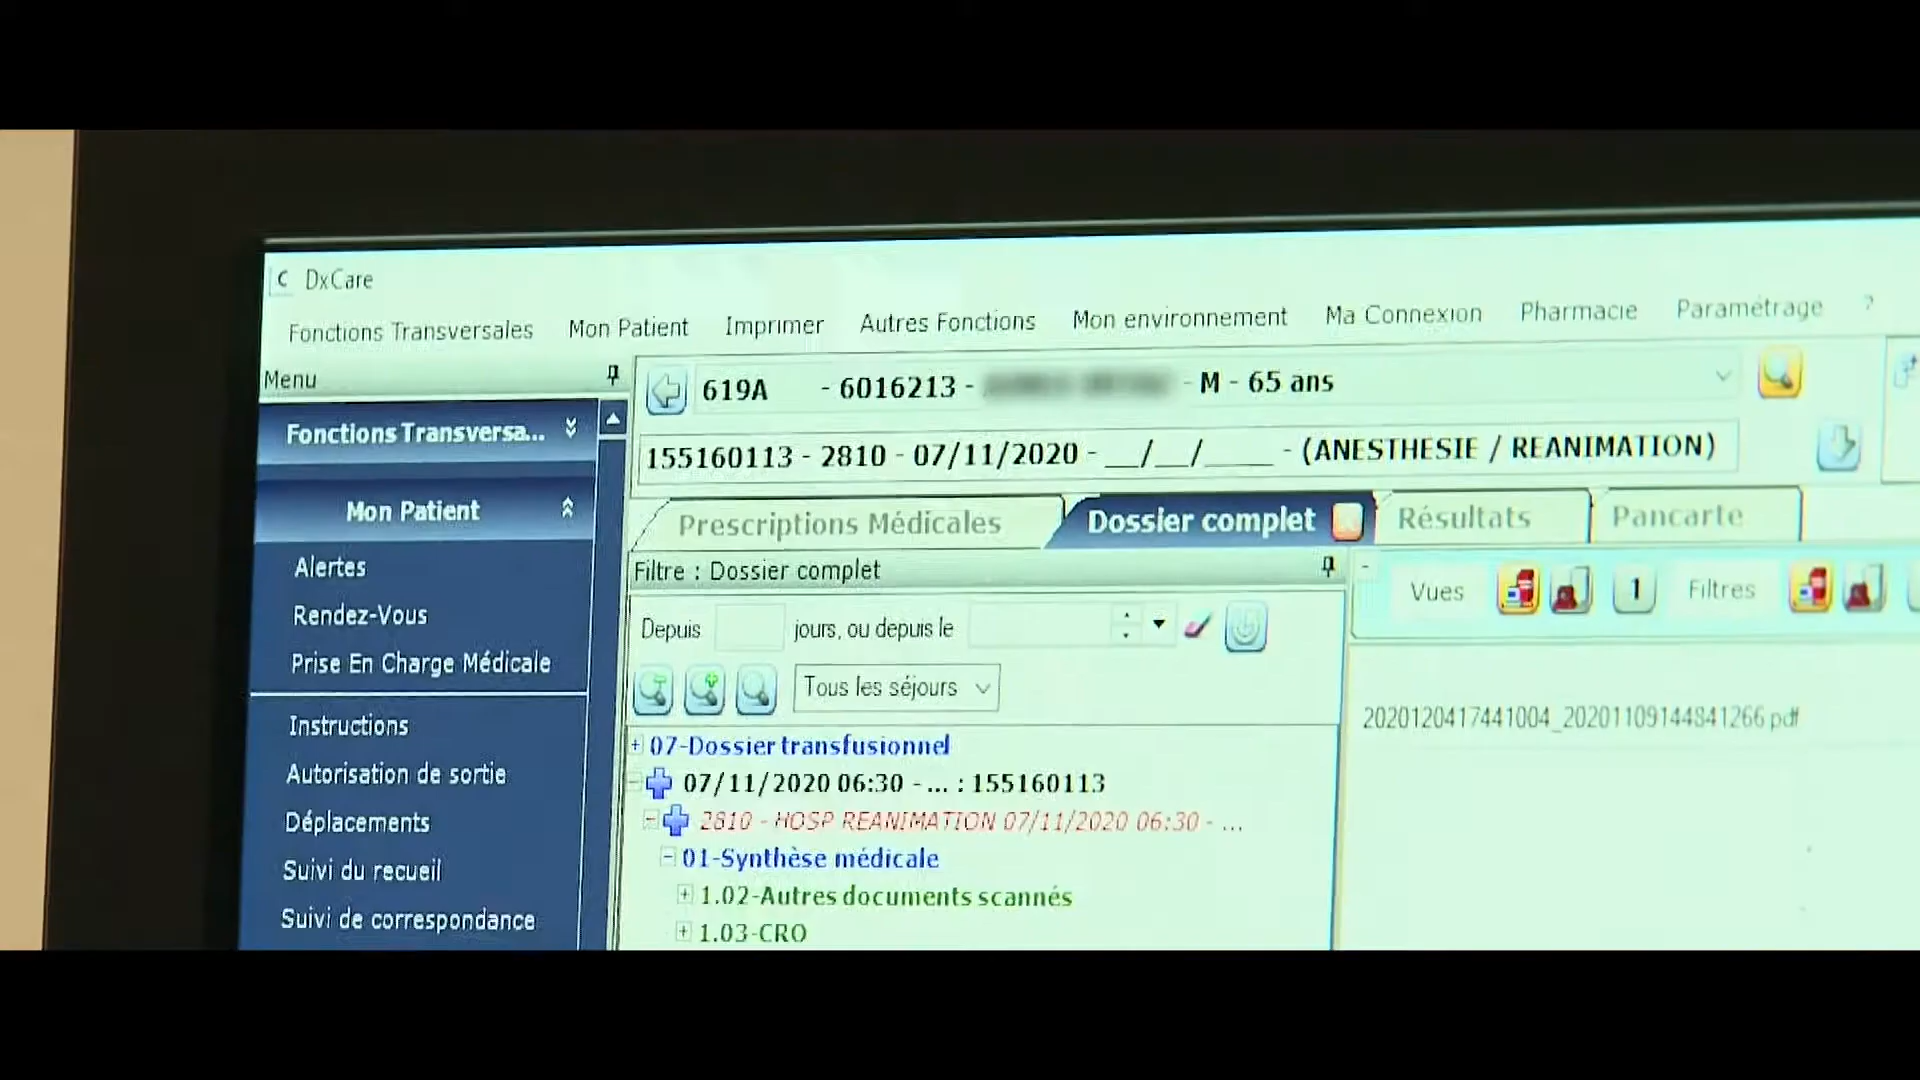 C DxCare
Fonctions Transversales Mon Patient Imprimer Autres Fonctions Mon environnement Ma Connexion Pharmacie Paramétrage ?
Menu
619A - 6016213 - - M - 65 ans
155160113 - 2810 - 07/11/2020 - __/__/____ - (ANESTHESIE / REANIMATION)
Fonctions Transversa...
Mon Patient
Alertes
Rendez-Vous
Prise En Charge Médicale
Instructions
Autorisation de sortie
Déplacements
Suivi du recueil
Suivi de correspondance
Prescriptions Médicales Dossier complet Résultats Pancarte
Filtre : Dossier complet
Depuis jours, ou depuis le
Tous les séjours
Vues 1 Filtres
07-Dossier transfusionnel
07/11/2020 06:30 - ... : 155160113
2810 - HOSP REANIMATION 07/11/2020 06:30 - ...
01-Synthèse médicale
1.02-Autres documents scannés
1.03-CRO
2020120417441004_20201109144841266.pdf